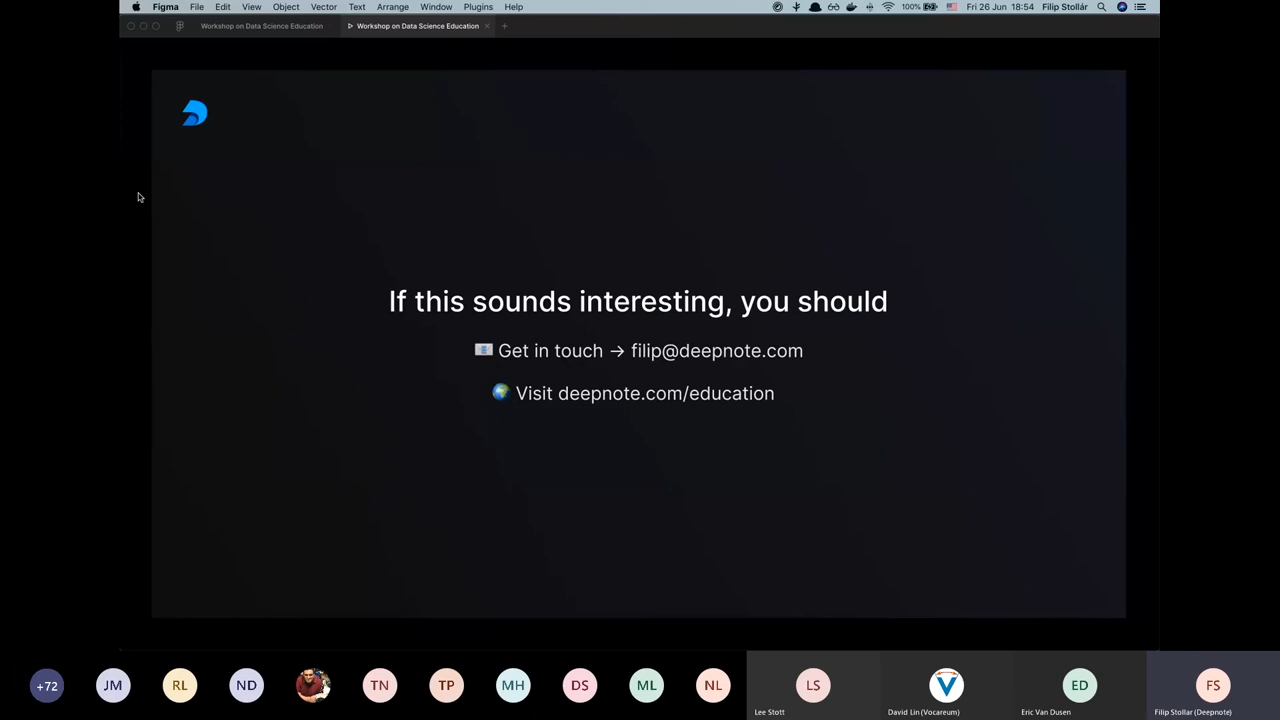 Figma File Edit View Object Vector Text Arrange Window Plugins Help 100% Fri 26 Jun 18:54 Filip Stollár
Workshop on Data Science Education Workshop on Data Science Education
If this sounds interesting, you should
Get in touch → filip@deepnote.com
Visit deepnote.com/education
+72 JM RL ND TN TP MH DS ML NL LS V ED FS
Lee Stott David Lin (Vocareum) Eric Van Dusen Filip Stollar (Deepnote)